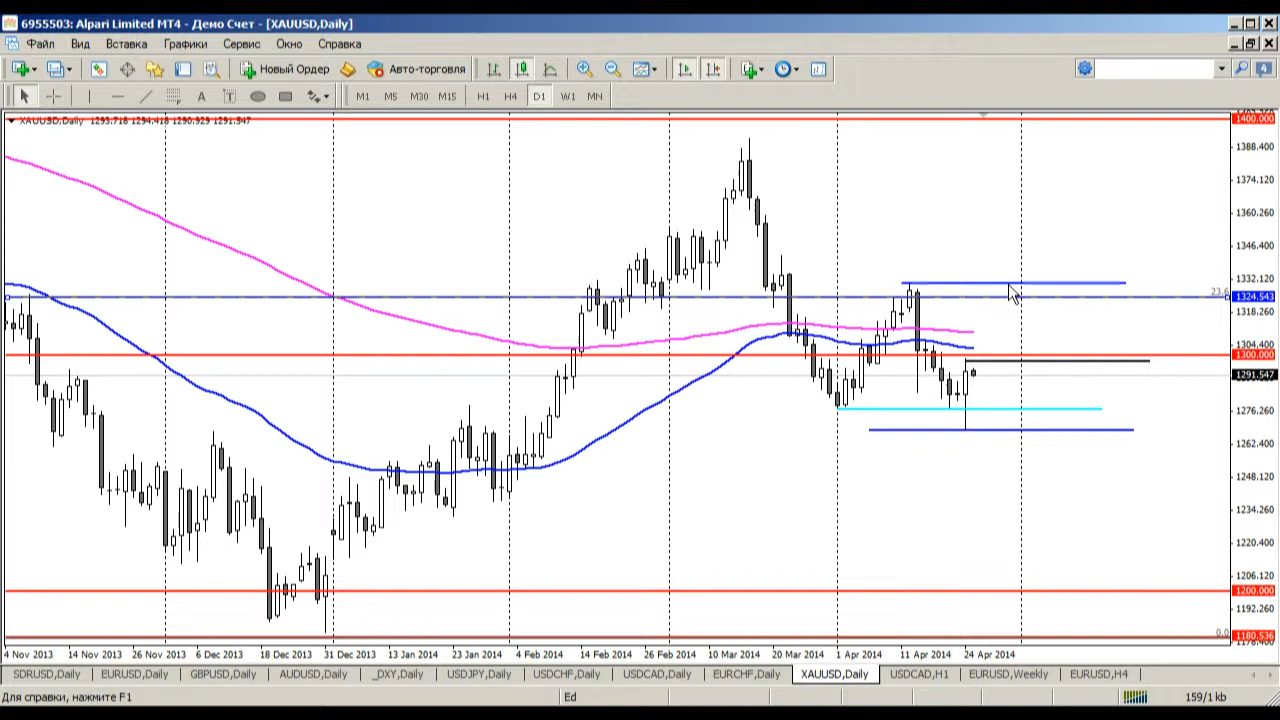 6955503: Alpari Limited MT4 - Демо Счет - [XAUUSD,Daily]
Файл Вид Вставка Графики Сервис Окно Справка
Новый Ордер Авто-торговля
A T M1 M5 M30 M15 H1 H4 D1 W1 MN
XAUUSD,Daily 1293.718 1294.418 1290.929 1291.547
1400.000
1388.400
1374.120
1360.260
1346.400
1332.120
23.6
1324.543
1318.260
1304.400
1300.000
1291.547
1276.260
1262.400
1248.120
1234.260
1220.400
1206.120
1200.000
1192.260
0.0
1180.536
4 Nov 2013 14 Nov 2013 26 Nov 2013 6 Dec 2013 18 Dec 2013 31 Dec 2013 13 Jan 2014 23 Jan 2014 4 Feb 2014 14 Feb 2014 26 Feb 2014 10 Mar 2014 20 Mar 2014 1 Apr 2014 11 Apr 2014 24 Apr 2014
SDRUSD,Daily EURUSD,Daily GBPUSD,Daily AUDUSD,Daily _DXY,Daily USDJPY,Daily USDCHF,Daily USDCAD,Daily EURCHF,Daily XAUUSD,Daily USDCAD,H1 EURUSD,Weekly EURUSD,H4
Для справки, нажмите F1 Ed 159/1 kb